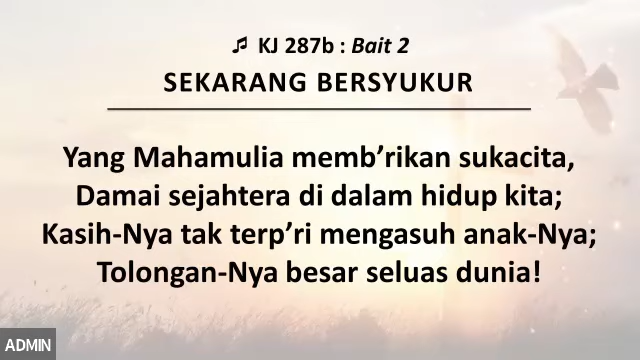 ♫ KJ 287b : Bait 2
SEKARANG BERSYUKUR
Yang Mahamulia memb’rikan sukacita,
Damai sejahtera di dalam hidup kita;
Kasih-Nya tak terp’ri mengasuh anak-Nya;
Tolongan-Nya besar seluas dunia!
ADMIN